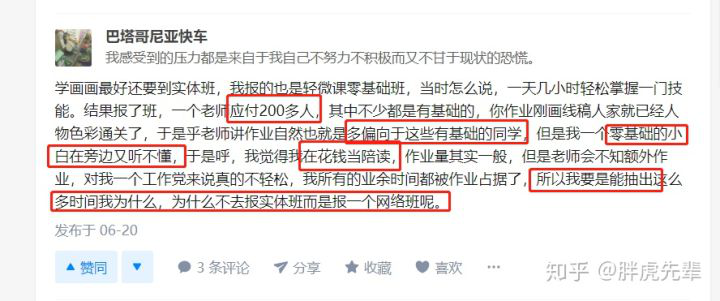 巴塔哥尼亚快车
我感受到的压力都是来自于我自己不努力不积极而又不甘于现状的恐慌。
学画画最好还要到实体班，我报的也是轻微课零基础班，当时怎么说，一天几小时轻松掌握一门技
能。结果报了班，一个老师应付200多人，其中不少都是有基础的，你作业刚画线稿人家就已经人
物色彩通关了，于是乎老师讲作业自然也就是多偏向于这些有基础的同学，但是我一个零基础的小
白在旁边又听不懂，于是呼，我觉得我在花钱当陪读，作业量其实一般，但是老师会不知额外作
业，对我一个工作党来说真的不轻松，我所有的业余时间都被作业占据了，所以我要是能抽出这么
多时间我为什么，为什么不去报实体班而是报一个网络班呢。
发布于 06-20
赞同
3 条评论
分享
收藏
喜欢
知乎 @胖虎先辈